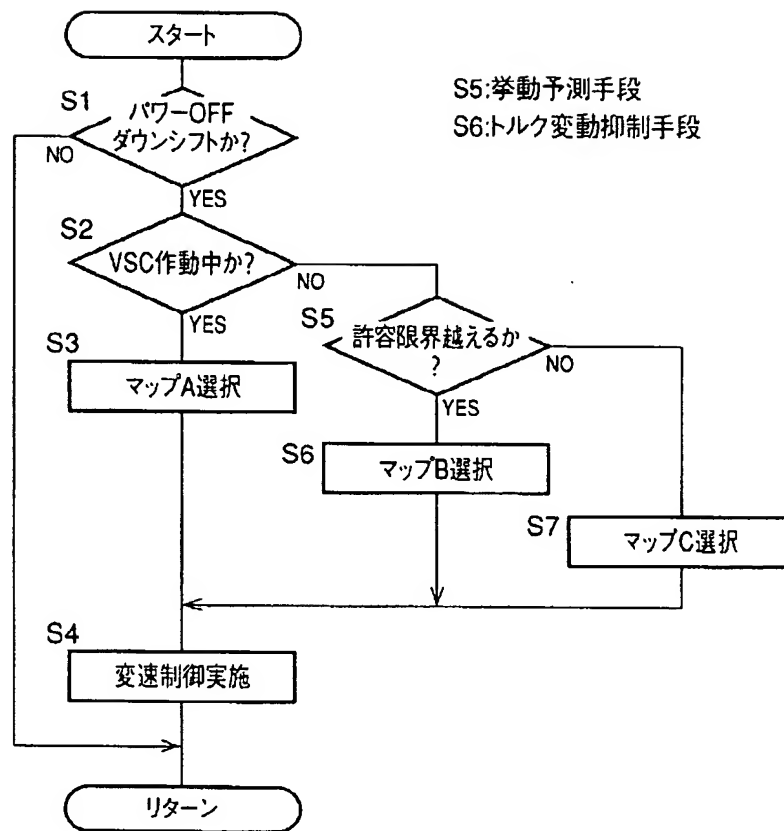 スタート
S1
パワーOFF
ダウンシフトか?
NO
YES
S5:挙動予測手段
S6:トルク変動抑制手段
S2
VSC作動中か?
NO
YES
S5
許容限界越えるか
?
NO
YES
S3
マップA選択
S6
マップB選択
S7
マップC選択
S4
変速制御実施
リターン